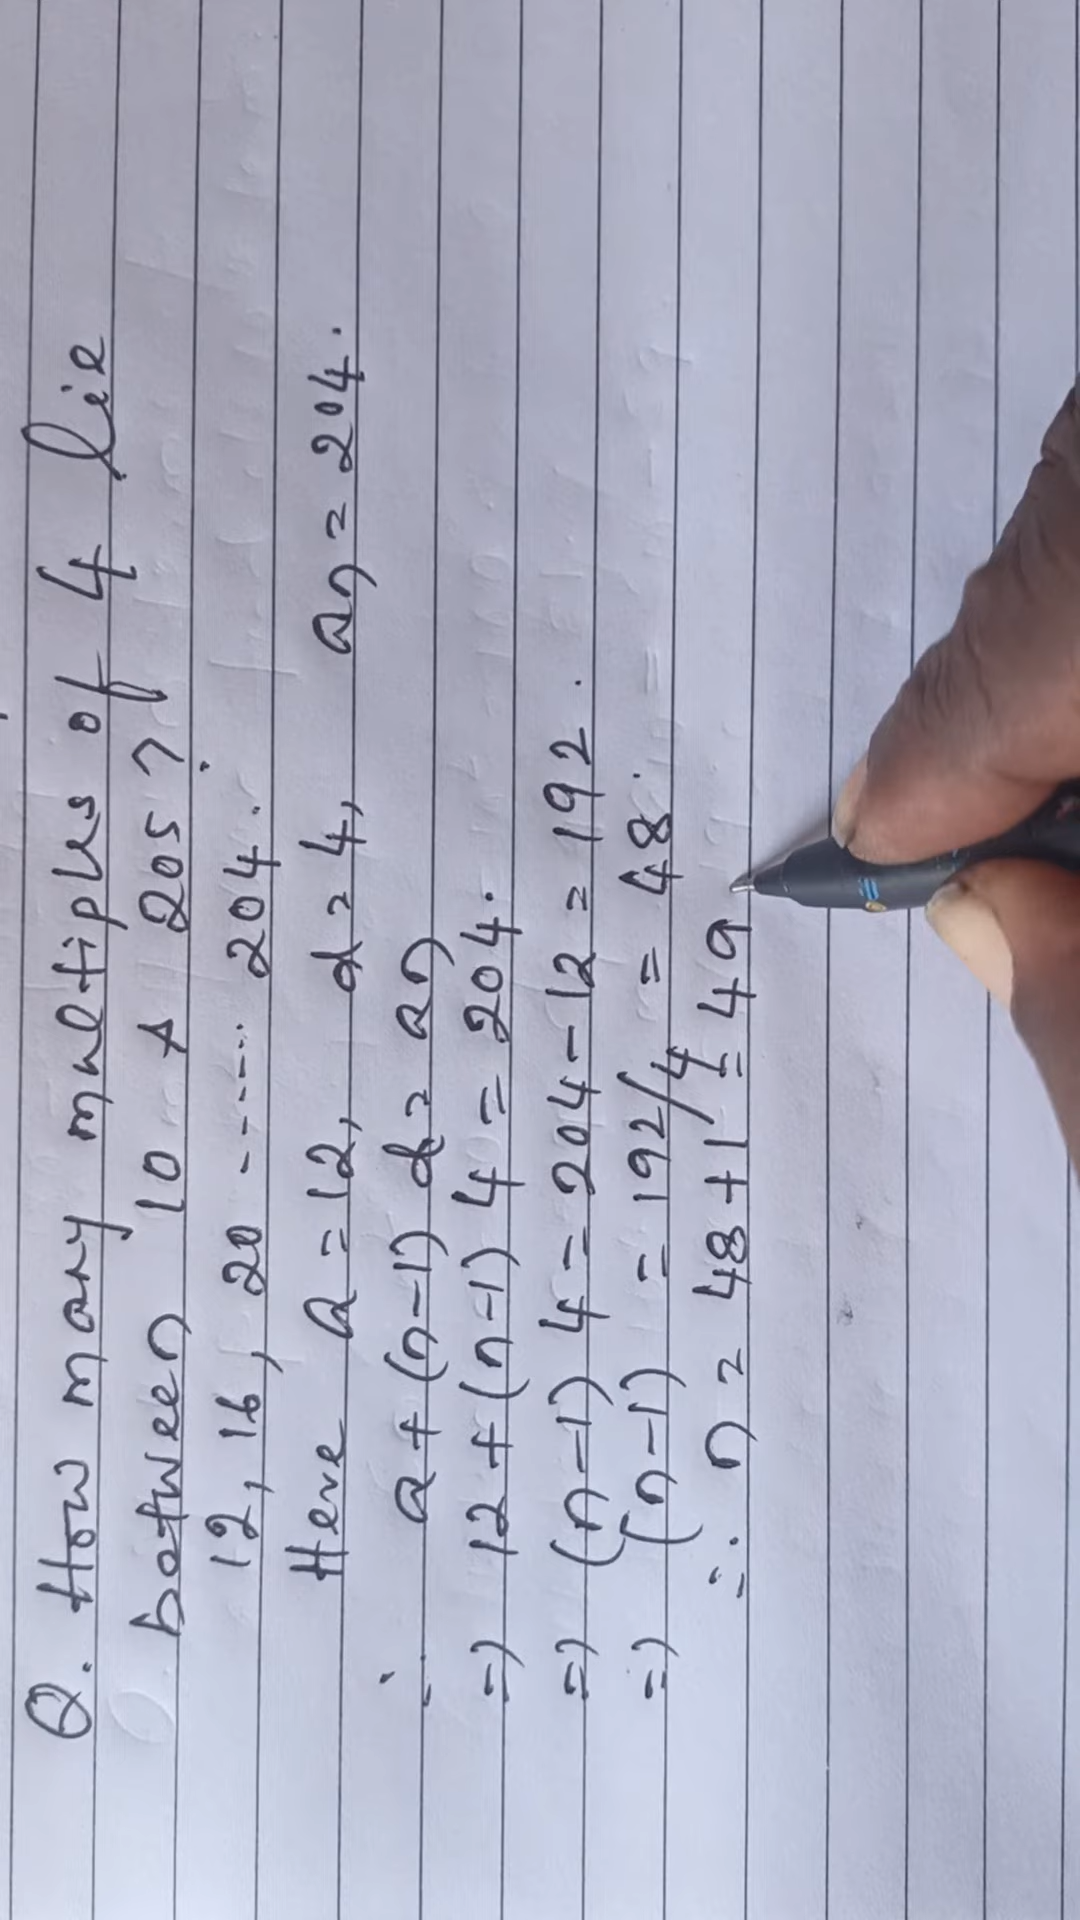 Q. How many multiples of 4 lie
between 10 & 205?
12, 16, 20 ----- 204.
Here a = 12, d = 4, an = 204.
∴ a + (n-1) d = an
=> 12 + (n-1) 4 = 204.
=> (n-1) 4 = 204 - 12 = 192.
=> (n-1) = 192/4 = 48.
∴ n = 48 + 1 = 49